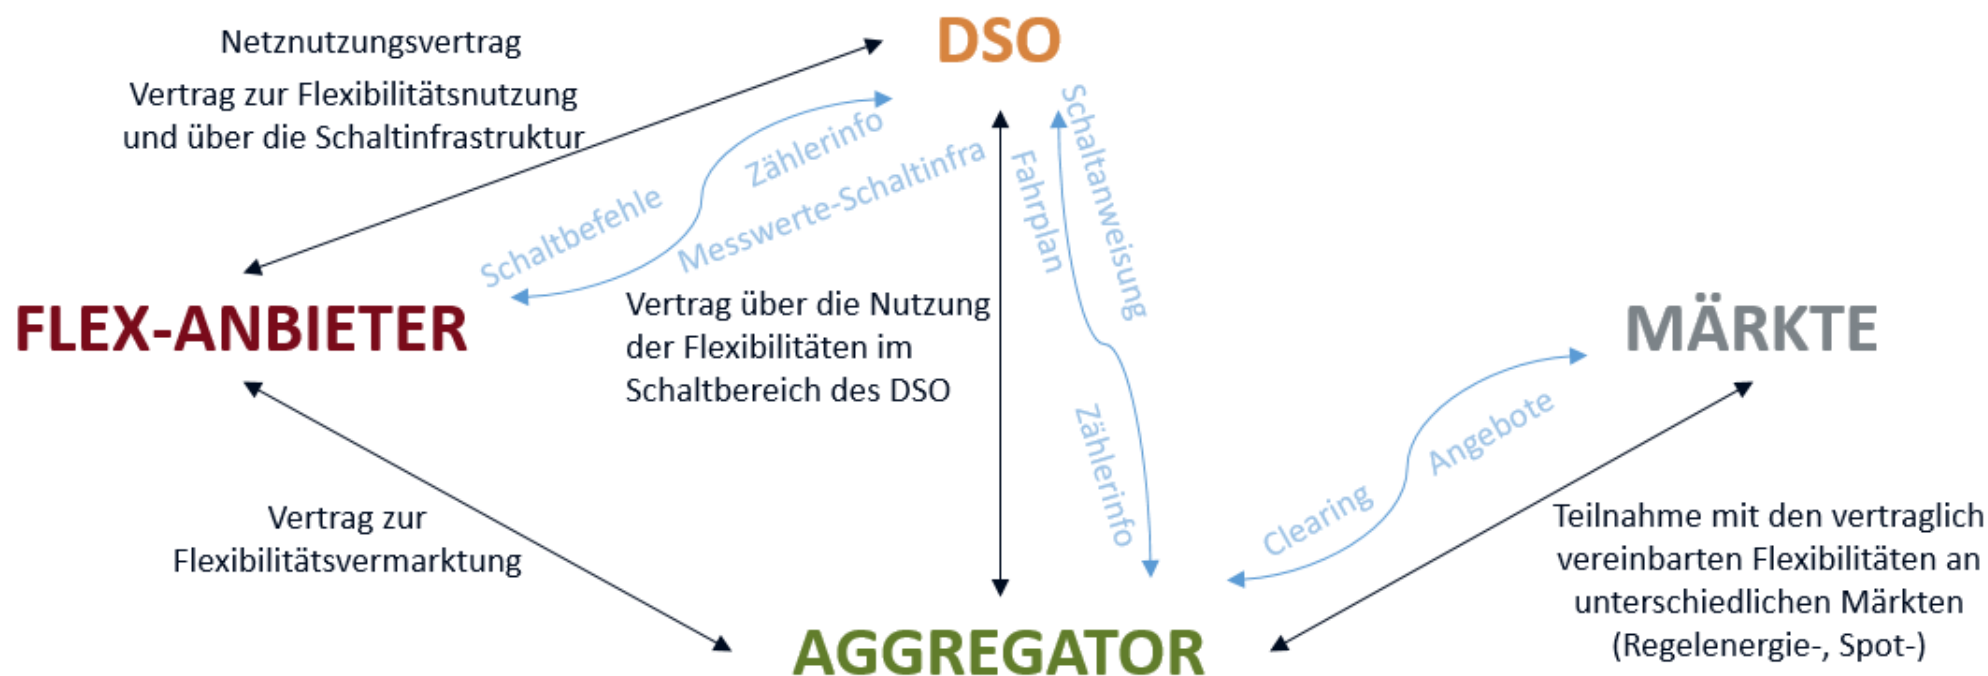 Netznutzungsvertrag
Vertrag zur Flexibilitätsnutzung
und über die Schaltinfrastruktur
DSO
Schaltbefehle
Zählerinfo
Messwerte-Schaltinfra
Fahrplan
Schaltanweisung
Zählerinfo
FLEX-ANBIETER
Vertrag über die Nutzung
der Flexibilitäten im
Schaltbereich des DSO
MÄRKTE
Clearing
Angebote
Vertrag zur
Flexibilitätsvermarktung
Teilnahme mit den vertraglich
vereinbarten Flexibilitäten an
unterschiedlichen Märkten
(Regelenergie-, Spot-)
AGGREGATOR